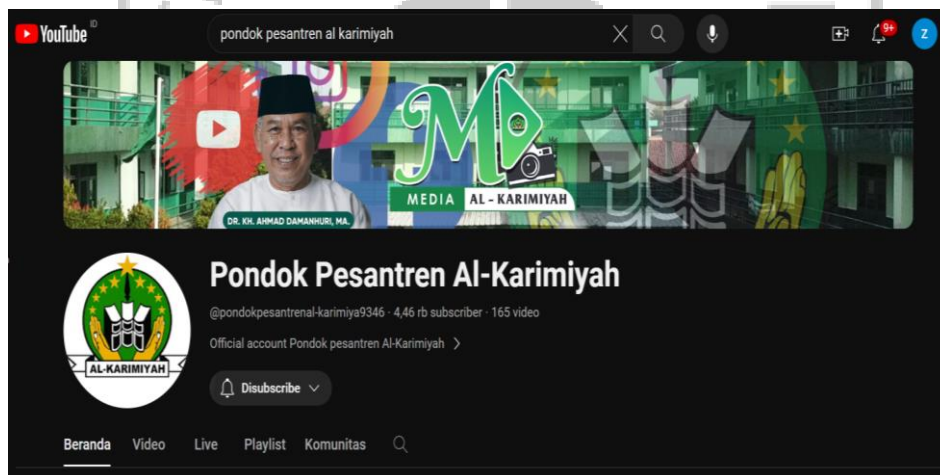 YouTube ID
pondok pesantren al karimiyah
9+
Z
DR. KH. AHMAD DAMANHURI, MA.
MEDIA AL - KARIMIYAH
AL-KARIMIYAH
Pondok Pesantren Al-Karimiyah
@pondokpesantrenal-karimiya9346 · 4,46 rb subscriber · 165 video
Official account Pondok pesantren Al-Karimiyah
Disubscribe
Beranda Video Live Playlist Komunitas